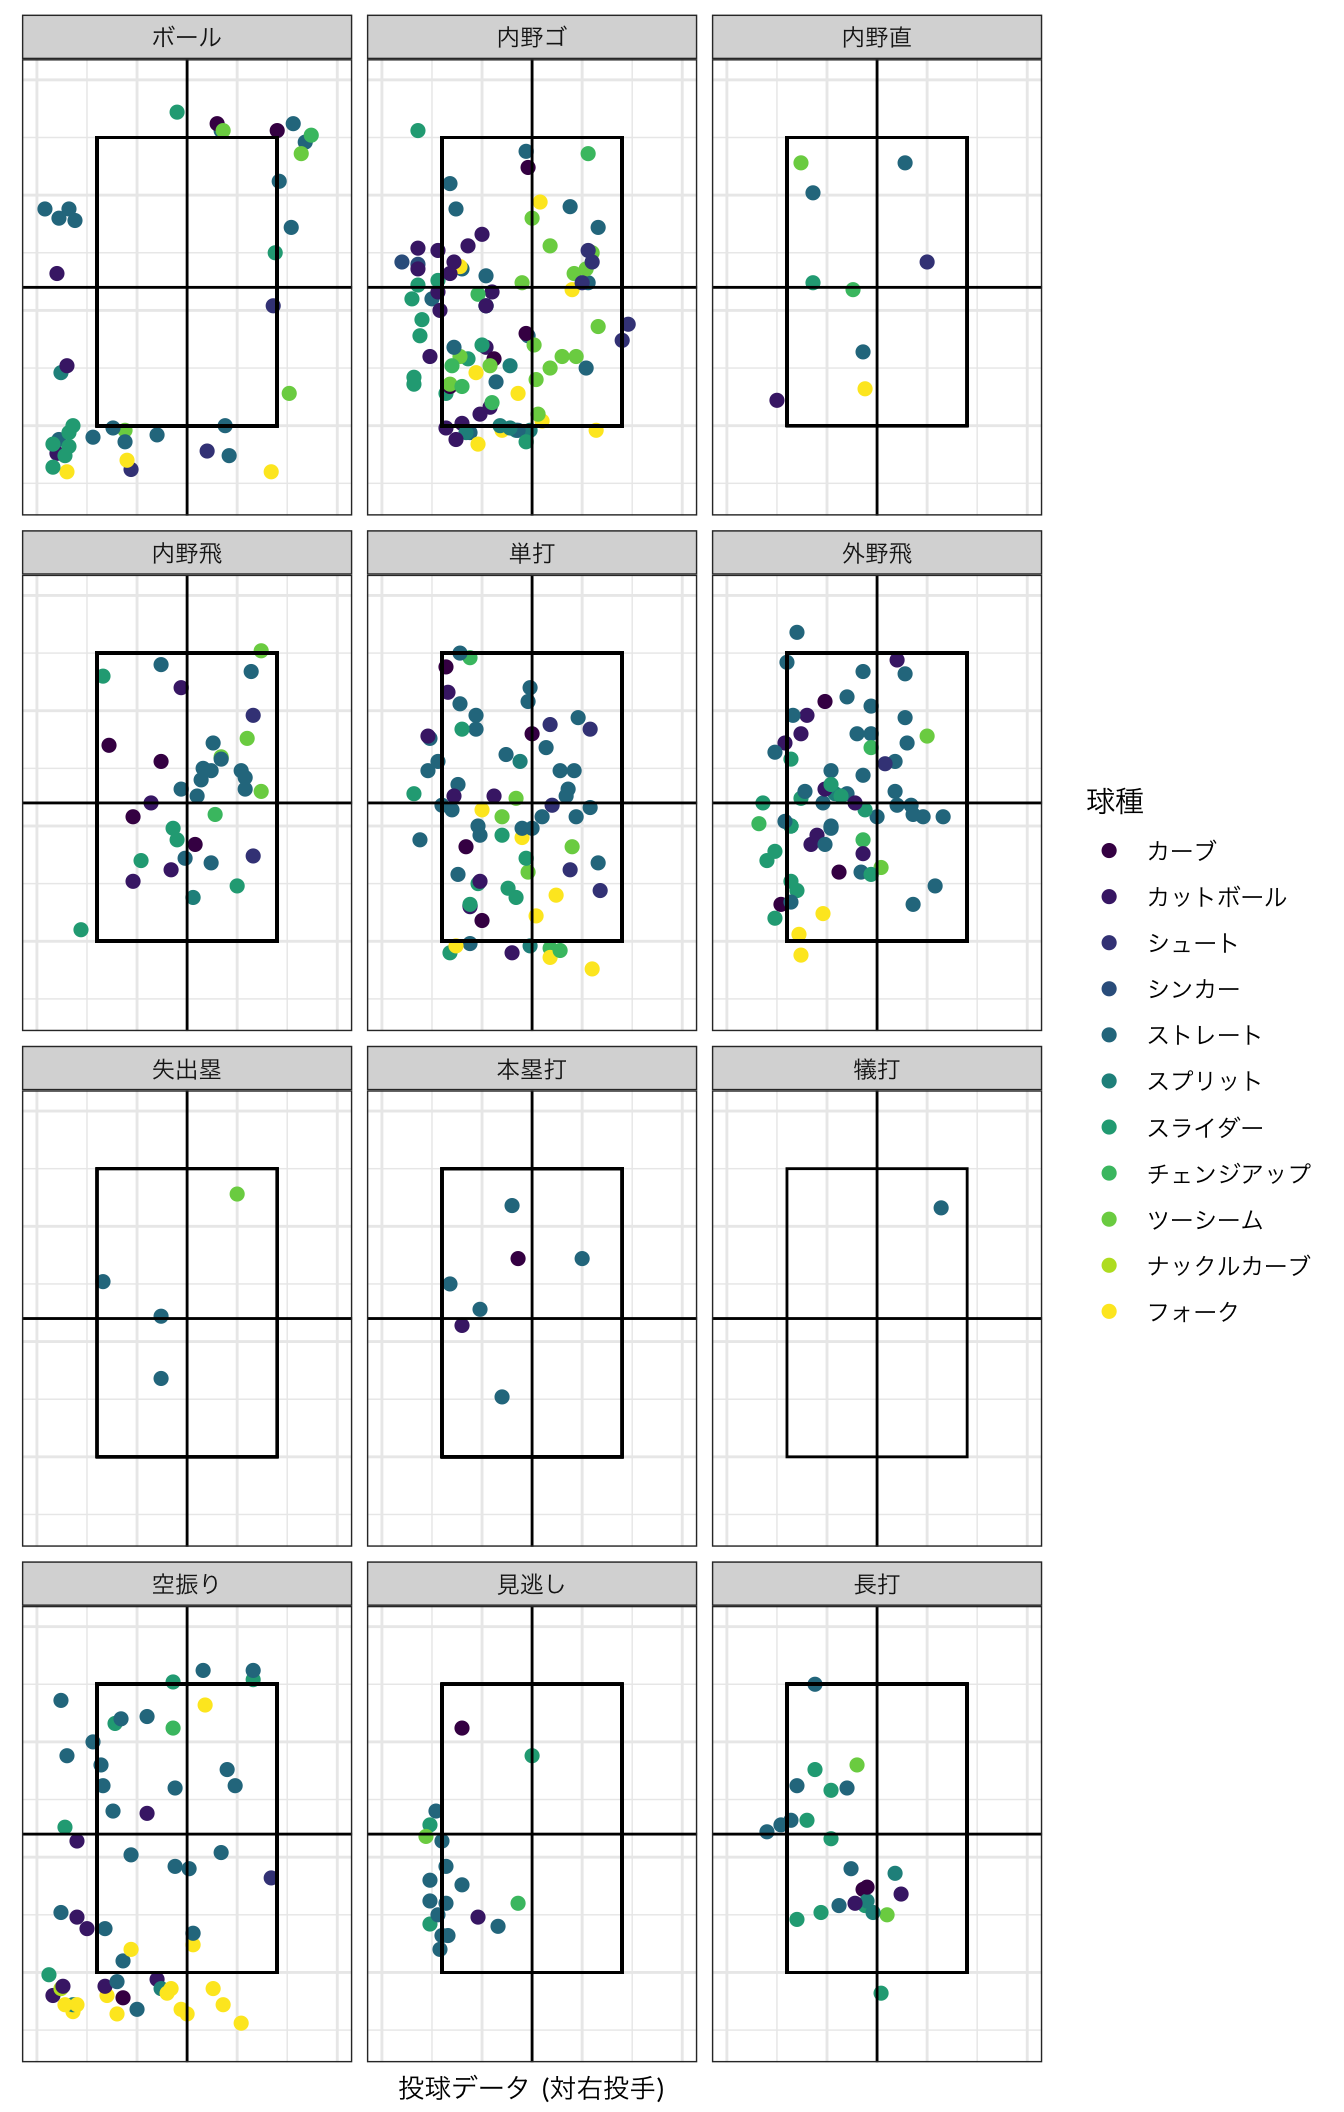 ボール
内野ゴ
内野直
内野飛
単打
外野飛
失出塁
本塁打
犠打
空振り
見逃し
長打
球種
カーブ
カットボール
シュート
シンカー
ストレート
スプリット
スライダー
チェンジアップ
ツーシーム
ナックルカーブ
フォーク
投球データ (対右投手)